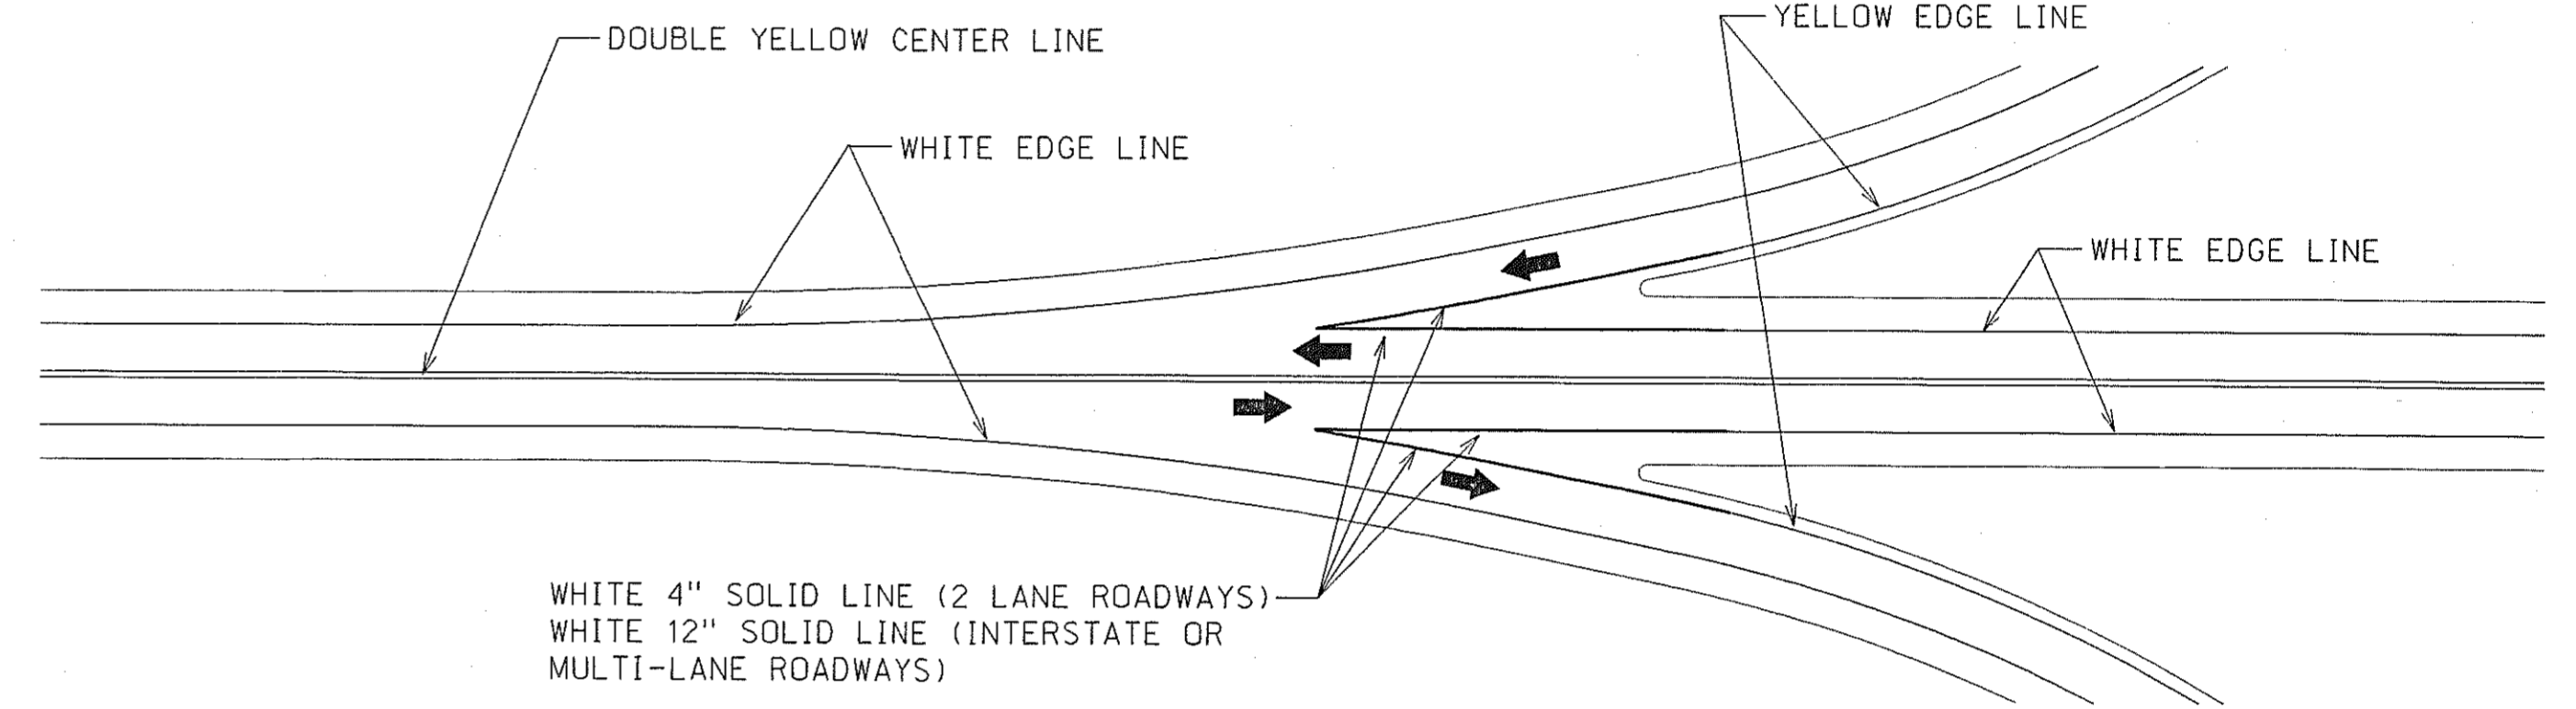 DOUBLE YELLOW CENTER LINE
YELLOW EDGE LINE
WHITE EDGE LINE
WHITE EDGE LINE
WHITE 4" SOLID LINE (2 LANE ROADWAYS)
WHITE 12" SOLID LINE (INTERSTATE OR
MULTI-LANE ROADWAYS)